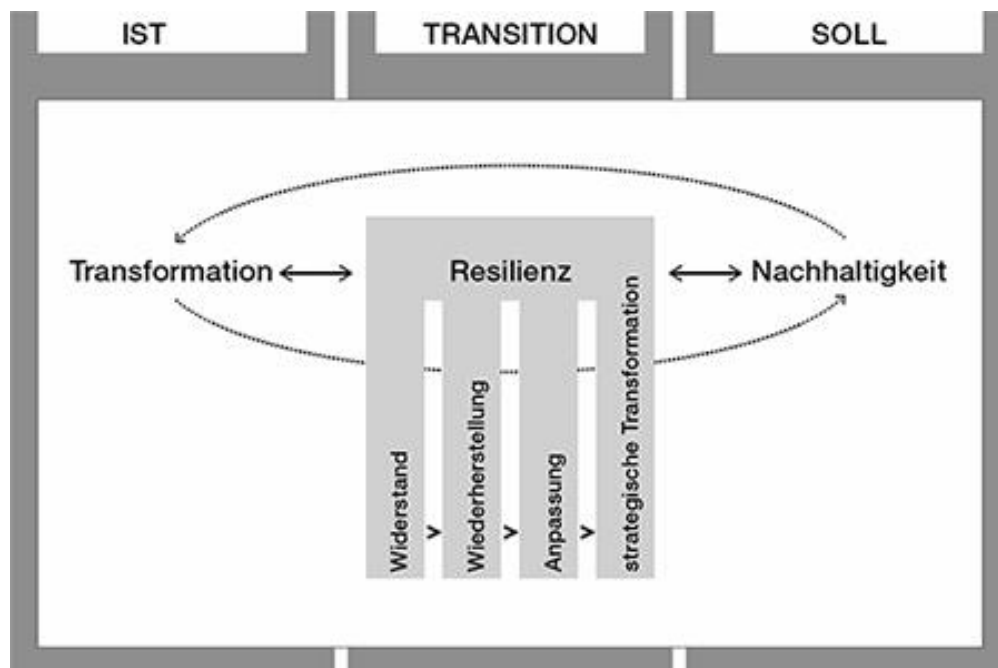 IST
TRANSITION
SOLL
Transformation
Resilienz
Nachhaltigkeit
Widerstand
>
Wiederherstellung
>
Anpassung
>
strategische Transformation